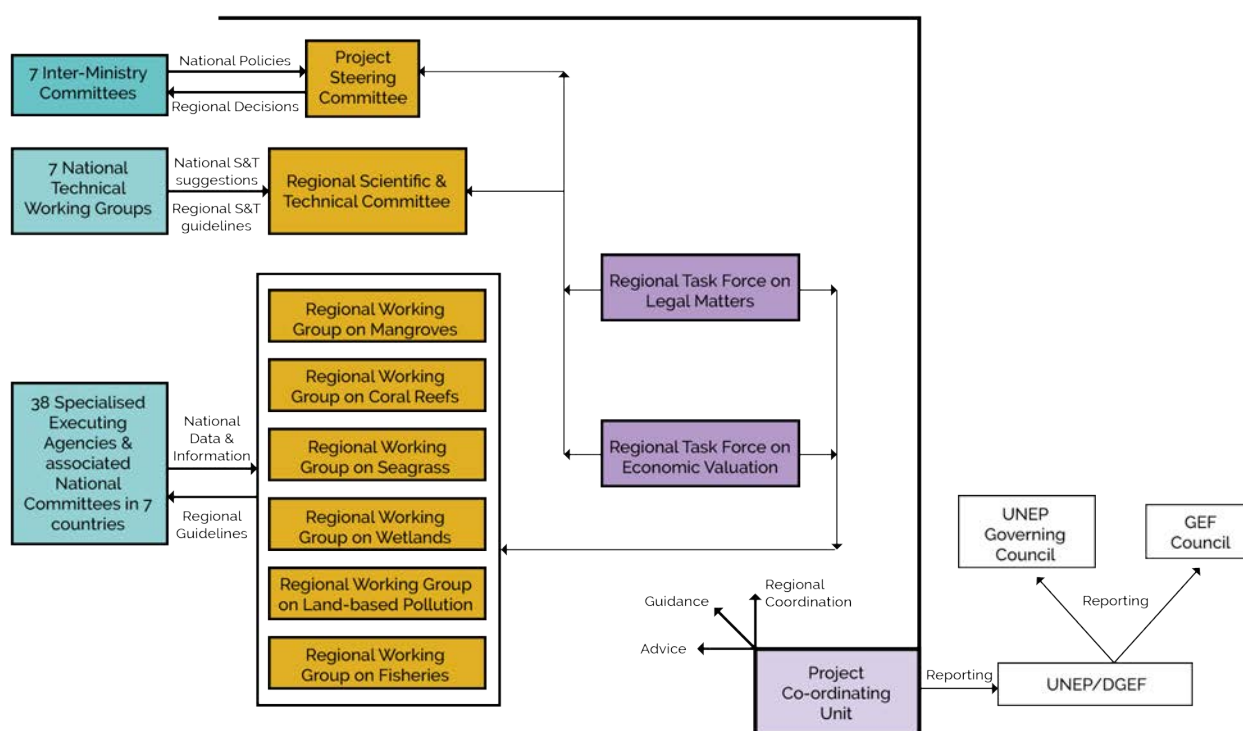 7 Inter-Ministry
Committees
National Policies
Regional Decisions
Project
Steering
Committee
7 National
Technical
Working Groups
National S&T
suggestions
Regional S&T
guidelines
Regional Scientific &
Technical Committee
Regional Task Force on
Legal Matters
Regional Working
Group on Mangroves
Regional Working
Group on Coral Reefs
38 Specialised
Executing
Agencies &
associated
National
Committees in 7
countries
National
Data &
Information
Regional
Guidelines
Regional Working
Group on Seagrass
Regional Task Force on
Economic Valuation
Regional Working
Group on Wetlands
Regional Working Group
on Land-based Pollution
Regional Working
Group on Fisheries
Guidance
Regional
Coordination
Advice
Project
Co-ordinating
Unit
Reporting
UNEP/DGEF
Reporting
UNEP
Governing
Council
GEF
Council